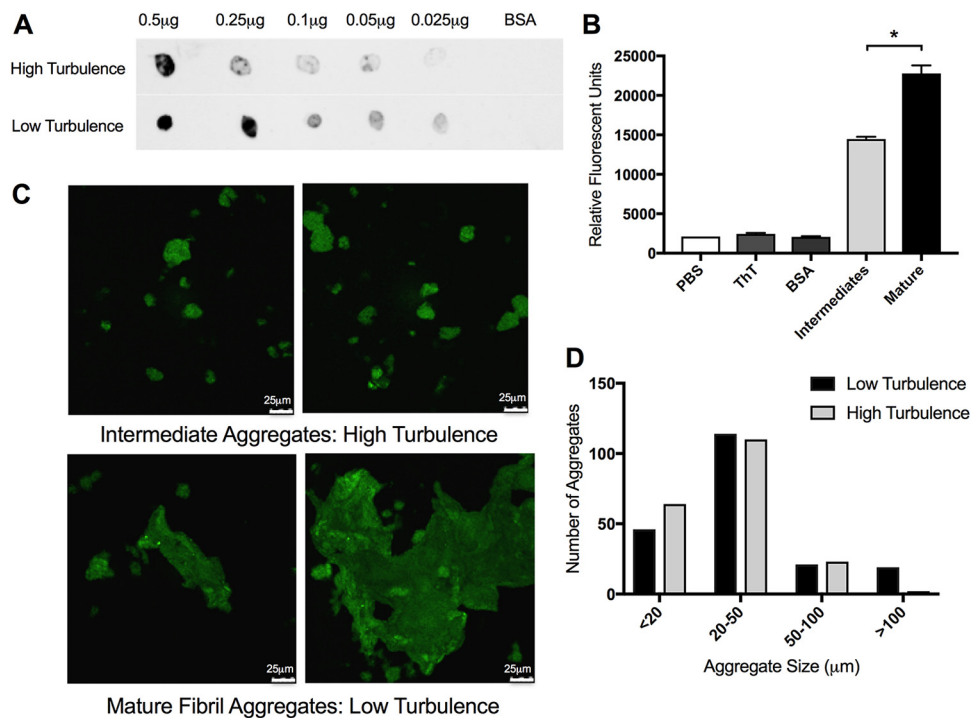 A
0.5μg 0.25μg 0.1μg 0.05μg 0.025μg BSA
High Turbulence
Low Turbulence
B
*
Relative Fluorescent Units
25000
20000
15000
10000
5000
0
PBS ThT BSA Intermediates Mature
C
25μm 25μm
Intermediate Aggregates: High Turbulence
25μm 25μm
Mature Fibril Aggregates: Low Turbulence
D
Low Turbulence
High Turbulence
Number of Aggregates
150
100
50
0
<20 20-50 50-100 >100
Aggregate Size (μm)